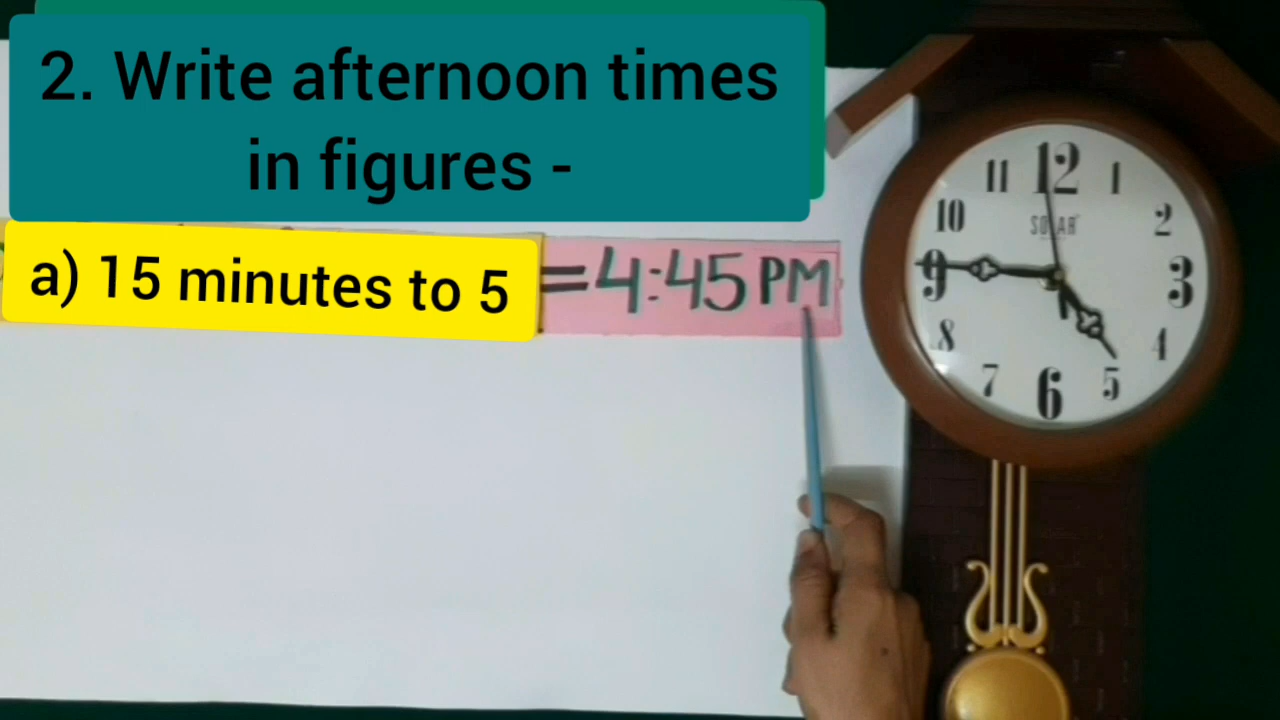 2. Write afternoon times
in figures -
a) 15 minutes to 5
=4:45 PM
12
11
1
10
2
SOLAR
9
3
8
4
7
5
6